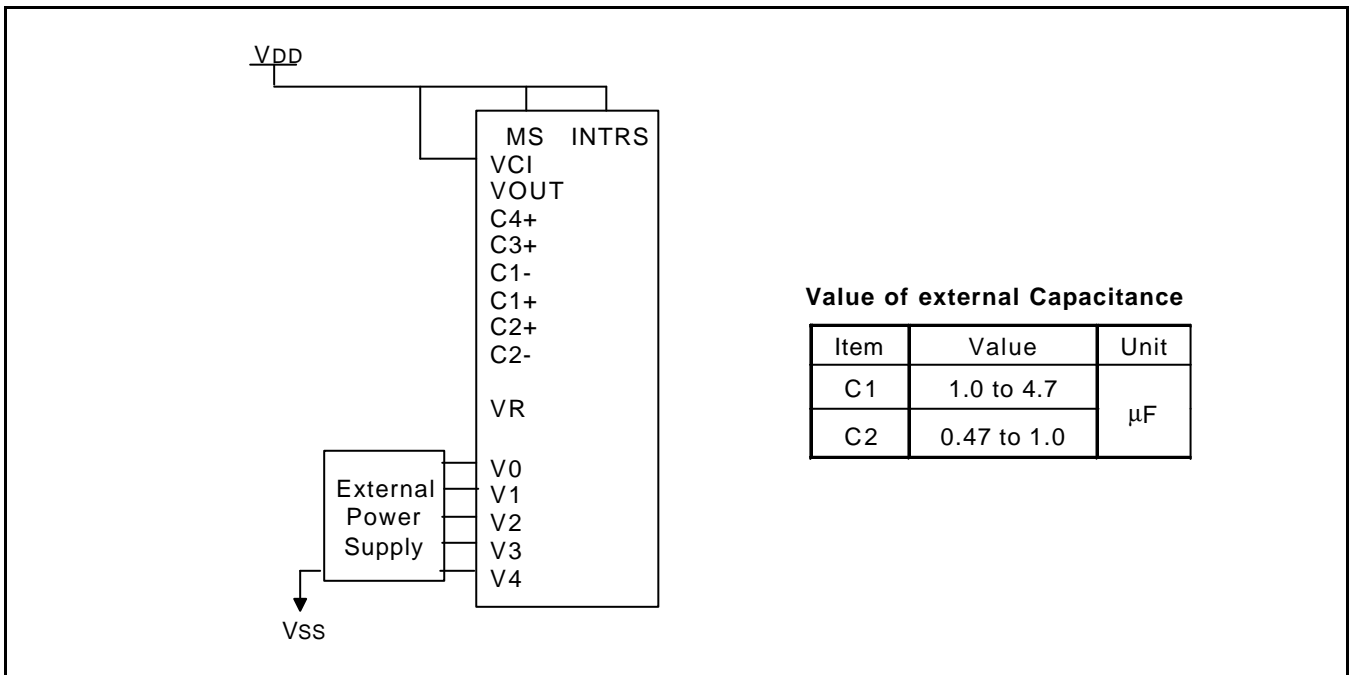 VDD
MS INTRS
VCI
VOUT
C4+
C3+
C1-
C1+
C2+
C2-
VR
V0
V1
V2
V3
V4
External
Power
Supply
VSS
Value of external Capacitance
Item Value Unit
C1 1.0 to 4.7 μF
C2 0.47 to 1.0